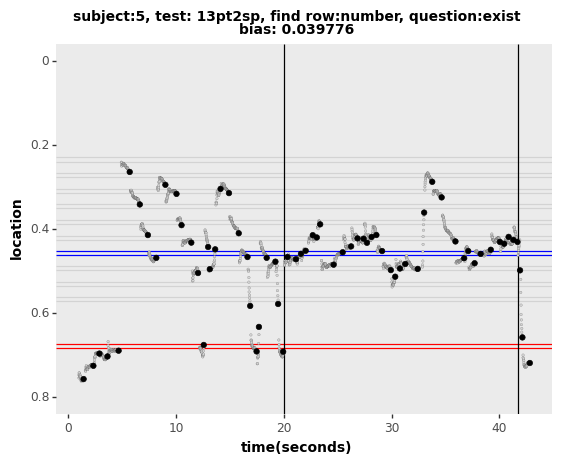 subject:5, test: 13pt2sp, find row:number, question:exist
bias: 0.039776
0
0.2
0.4
0.6
0.8
location
0
10
20
30
40
time(seconds)